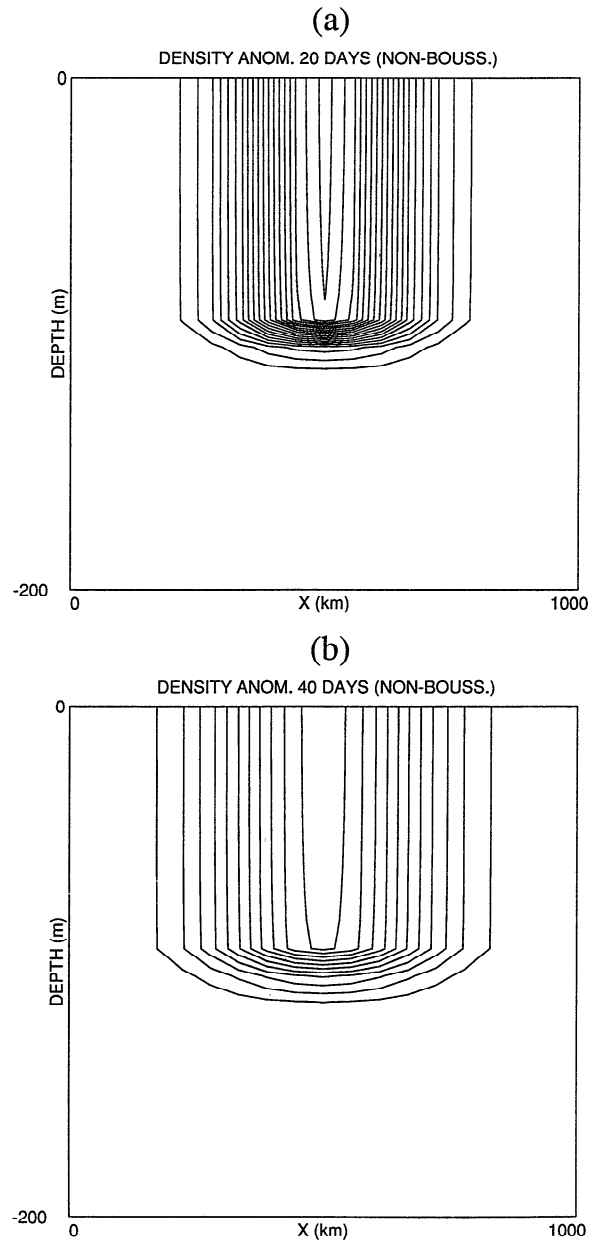 (a)
DENSITY ANOM. 20 DAYS (NON-BOUSS.)
0
DEPTH (m)
-200
0 X (km) 1000
(b)
DENSITY ANOM. 40 DAYS (NON-BOUSS.)
0
DEPTH (m)
-200
0 X (km) 1000